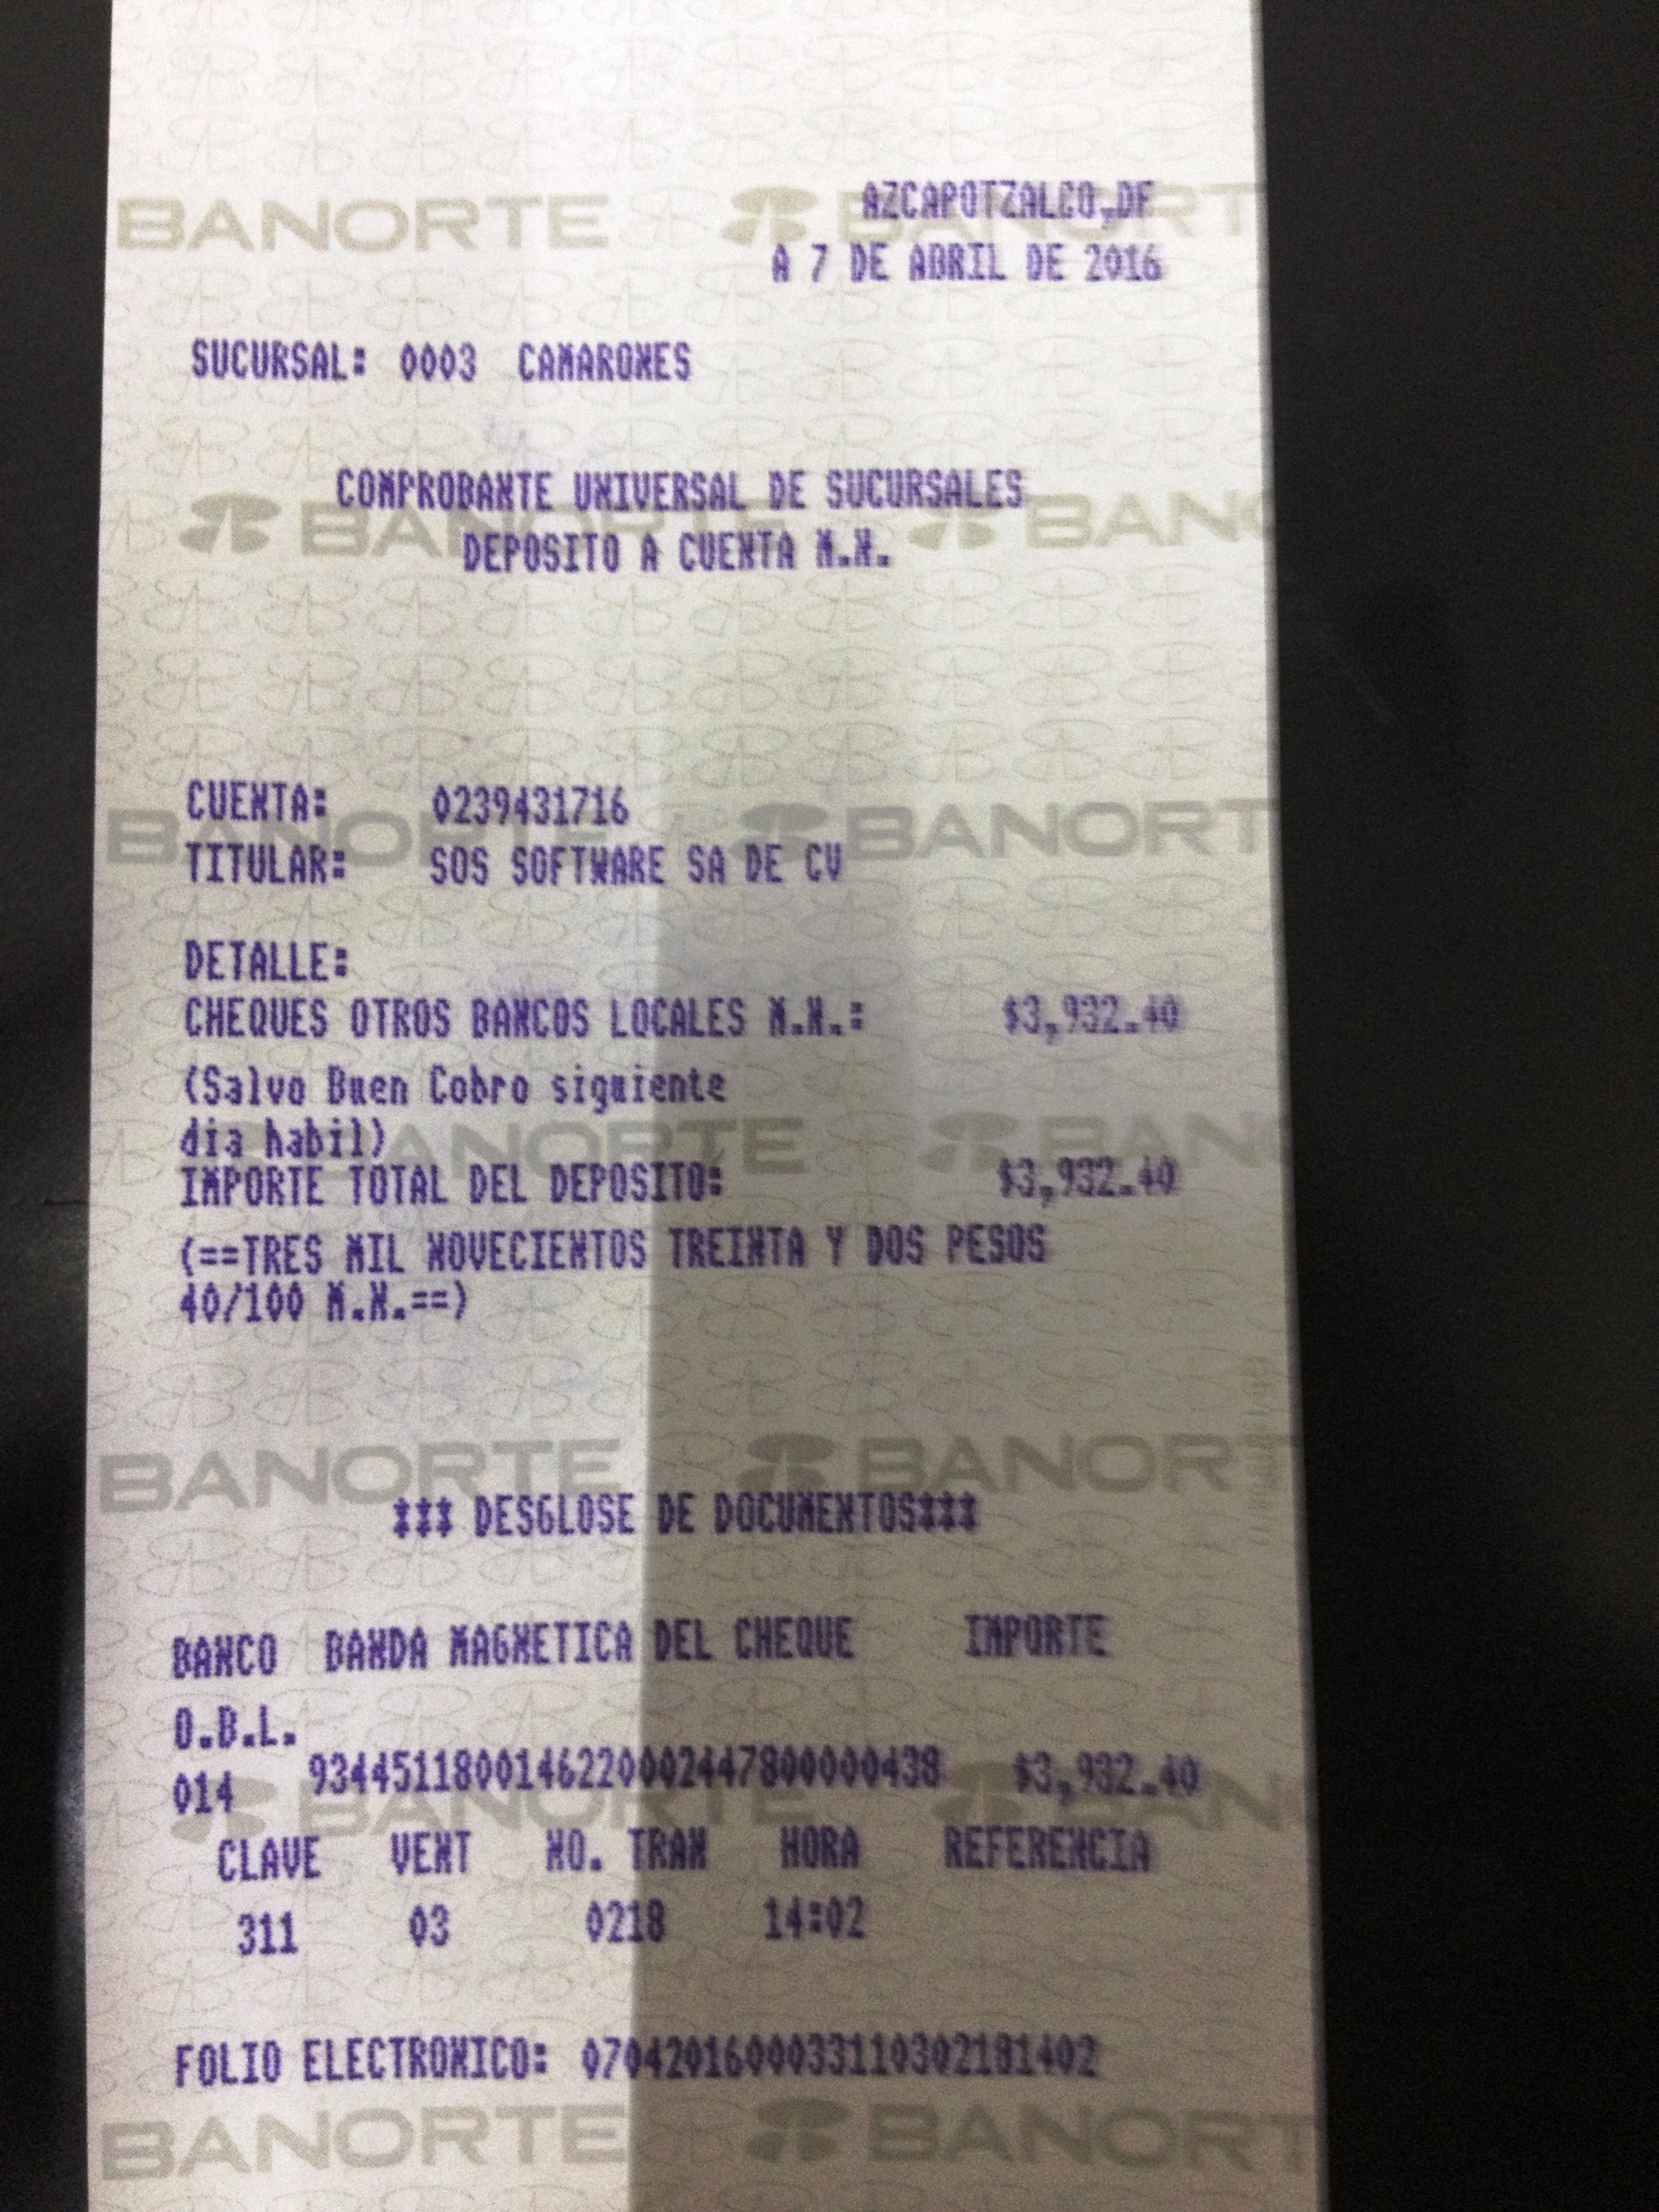 AZCAPOTZALCO,DF
A 7 DE ABRIL DE 2016
SUCURSAL: 0003 CAMARONES
COMPROBANTE UNIVERSAL DE SUCURSALES
DEPOSITO A CUENTA M.N.
CUENTA: 0239431716
TITULAR: SOS SOFTWARE SA DE CV
DETALLE:
CHEQUES OTROS BANCOS LOCALES M.N.: $3,932.40
(Salvo Buen Cobro siguiente
dia habil)
IMPORTE TOTAL DEL DEPOSITO: $3,932.40
(==TRES MIL NOVECIENTOS TREINTA Y DOS PESOS
40/100 M.N.==)
*** DESGLOSE DE DOCUMENTOS***
BANCO BANDA MAGNETICA DEL CHEQUE IMPORTE
O.B.L.
014 $3,932.40
CLAVE VENT NO. TRAN HORA REFERENCIA
311 03 0218 14:02
FOLIO ELECTRONICO: 0704201600033110302181402
BANORTE